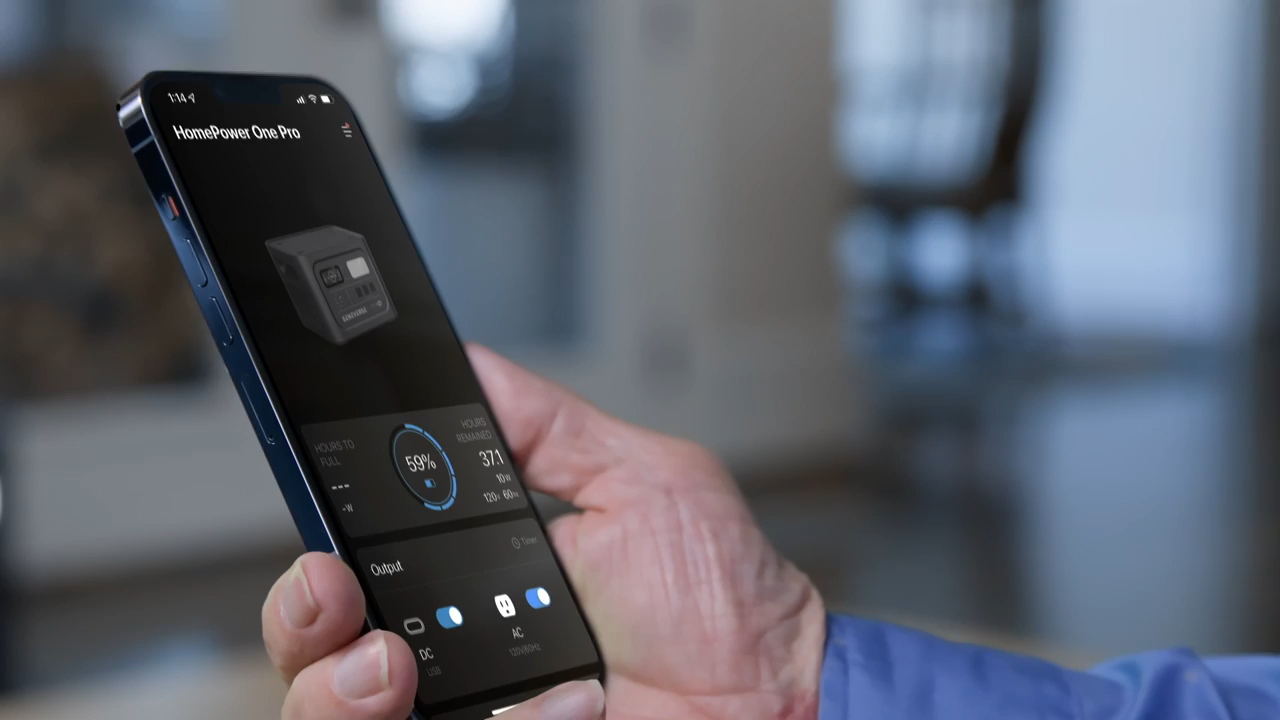 1:14
HomePower One Pro
GENEVERSE
HOURS TO
FULL
---
-W
59%
HOURS
REMAINED
37.1
10W
120V 60Hz
Output
Timer
DC
USB
AC
120V/60Hz